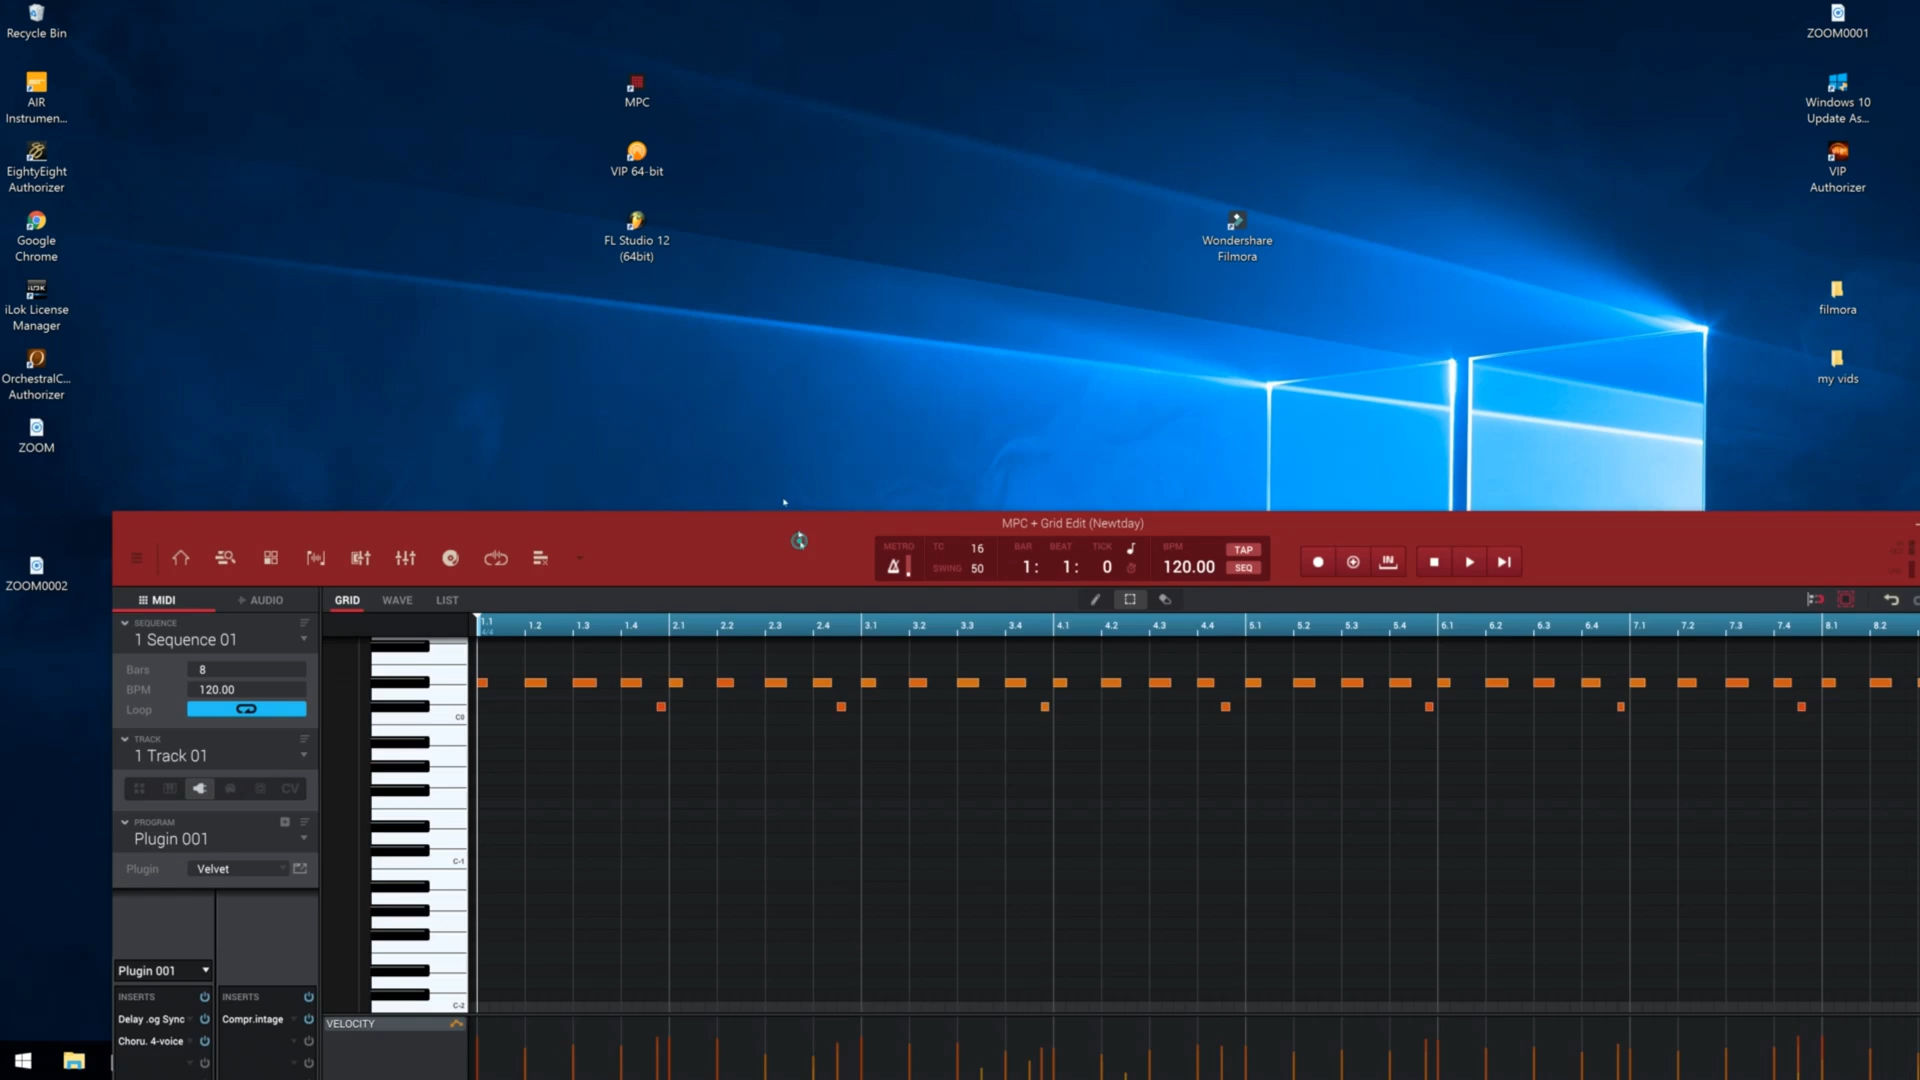 Recycle Bin
AIR
Instrumen...
EightyEight
Authorizer
Google
Chrome
iLok License
Manager
OrchestralC...
Authorizer
ZOOM
ZOOM0002
MPC
VIP 64-bit
FL Studio 12
(64bit)
Wondershare
Filmora
ZOOM0001
Windows 10
Update As...
VIP
Authorizer
filmora
my vids
MPC + Grid Edit (Newtday)
METRO TC 16 BAR BEAT TICK BPM TAP
SWING 50 1: 1: 0 120.00 SEQ
IN
MIDI + AUDIO GRID WAVE LIST
SEQUENCE
1 Sequence 01
Bars 8
BPM 120.00
Loop
TRACK
1 Track 01
CV
PROGRAM
Plugin 001
Plugin Velvet
Plugin 001
INSERTS INSERTS
Delay .og Sync Compr.intage
Choru. 4-voice
1.1 1.2 1.3 1.4 2.1 2.2 2.3 2.4 3.1 3.2 3.3 3.4 4.1 4.2 4.3 4.4 5.1 5.2 5.3 5.4 6.1 6.2 6.3 6.4 7.1 7.2 7.3 7.4 8.1 8.2
4/4
C0
C-1
C-2
VELOCITY